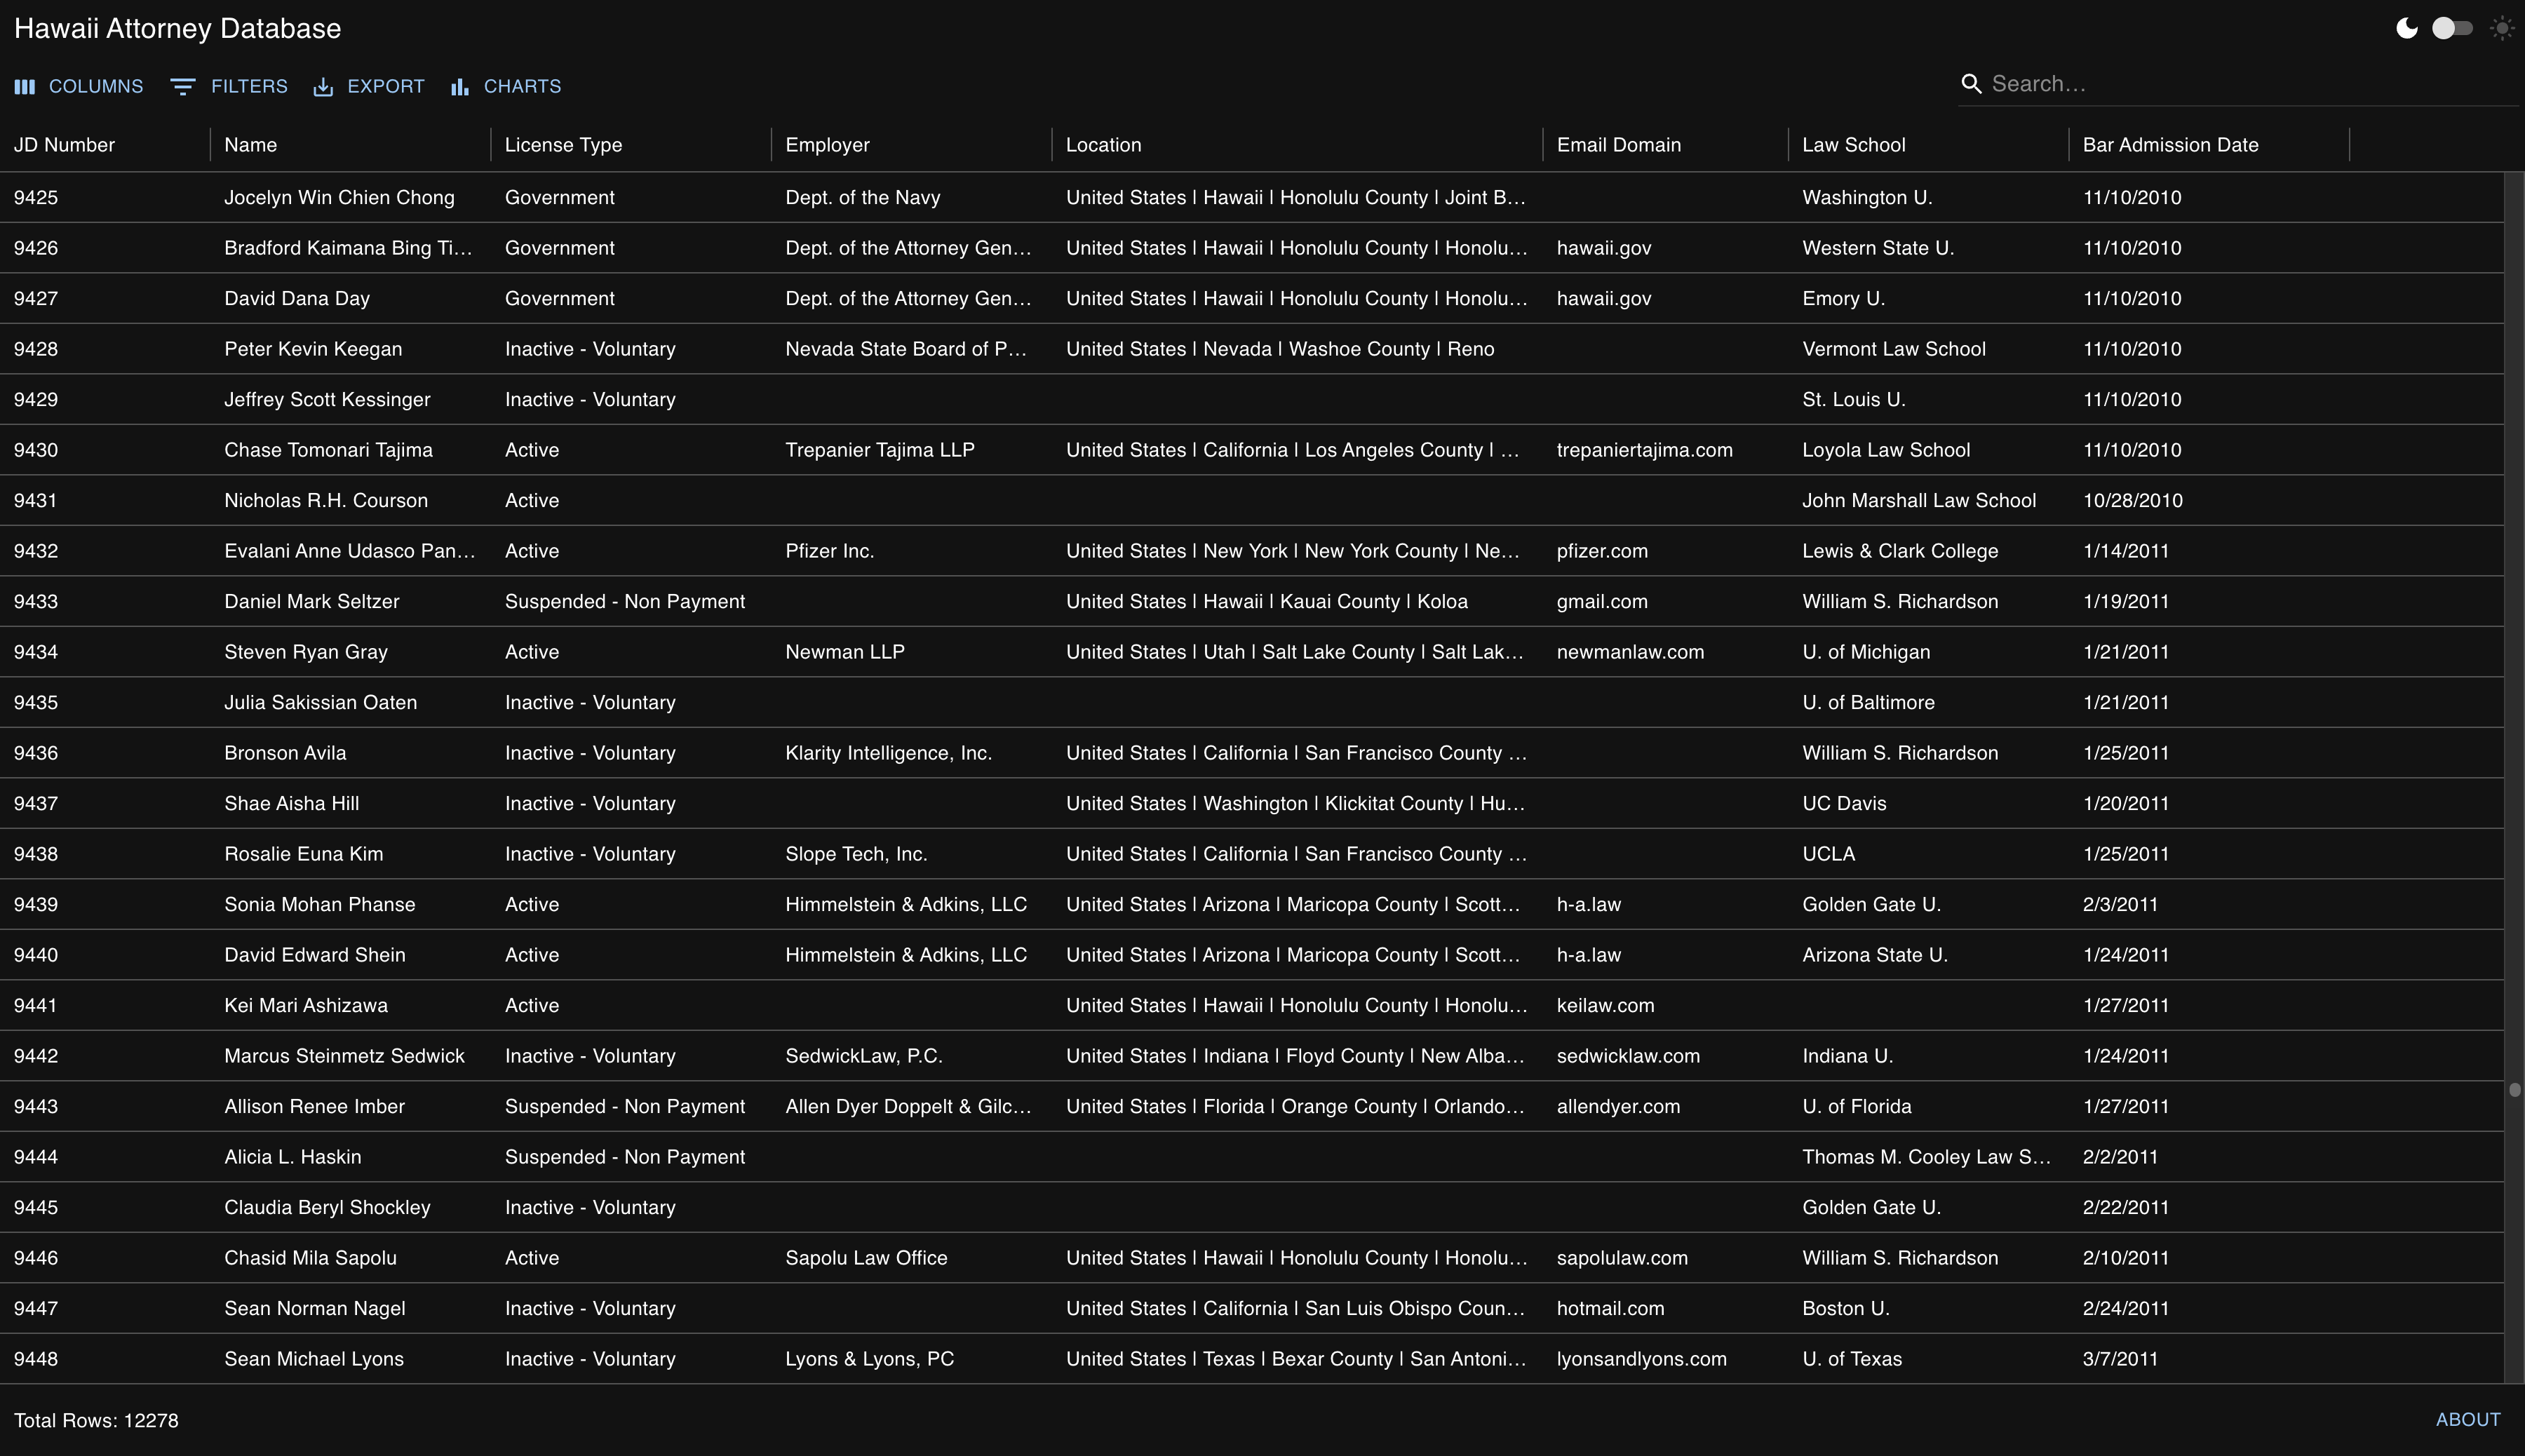 Hawaii Attorney Database
COLUMNS FILTERS EXPORT CHARTS Search…
JD Number Name License Type Employer Location Email Domain Law School Bar Admission Date
9425 Jocelyn Win Chien Chong Government Dept. of the Navy United States | Hawaii | Honolulu County | Joint B… Washington U. 11/10/2010
9426 Bradford Kaimana Bing Ti… Government Dept. of the Attorney Gen… United States | Hawaii | Honolulu County | Honolu… hawaii.gov Western State U. 11/10/2010
9427 David Dana Day Government Dept. of the Attorney Gen… United States | Hawaii | Honolulu County | Honolu… hawaii.gov Emory U. 11/10/2010
9428 Peter Kevin Keegan Inactive - Voluntary Nevada State Board of P… United States | Nevada | Washoe County | Reno Vermont Law School 11/10/2010
9429 Jeffrey Scott Kessinger Inactive - Voluntary St. Louis U. 11/10/2010
9430 Chase Tomonari Tajima Active Trepanier Tajima LLP United States | California | Los Angeles County | … trepaniertajima.com Loyola Law School 11/10/2010
9431 Nicholas R.H. Courson Active John Marshall Law School 10/28/2010
9432 Evalani Anne Udasco Pan… Active Pfizer Inc. United States | New York | New York County | Ne… pfizer.com Lewis & Clark College 1/14/2011
9433 Daniel Mark Seltzer Suspended - Non Payment United States | Hawaii | Kauai County | Koloa gmail.com William S. Richardson 1/19/2011
9434 Steven Ryan Gray Active Newman LLP United States | Utah | Salt Lake County | Salt Lak… newmanlaw.com U. of Michigan 1/21/2011
9435 Julia Sakissian Oaten Inactive - Voluntary U. of Baltimore 1/21/2011
9436 Bronson Avila Inactive - Voluntary Klarity Intelligence, Inc. United States | California | San Francisco County … William S. Richardson 1/25/2011
9437 Shae Aisha Hill Inactive - Voluntary United States | Washington | Klickitat County | Hu… UC Davis 1/20/2011
9438 Rosalie Euna Kim Inactive - Voluntary Slope Tech, Inc. United States | California | San Francisco County … UCLA 1/25/2011
9439 Sonia Mohan Phanse Active Himmelstein & Adkins, LLC United States | Arizona | Maricopa County | Scott… h-a.law Golden Gate U. 2/3/2011
9440 David Edward Shein Active Himmelstein & Adkins, LLC United States | Arizona | Maricopa County | Scott… h-a.law Arizona State U. 1/24/2011
9441 Kei Mari Ashizawa Active United States | Hawaii | Honolulu County | Honolu… keilaw.com 1/27/2011
9442 Marcus Steinmetz Sedwick Inactive - Voluntary SedwickLaw, P.C. United States | Indiana | Floyd County | New Alba… sedwicklaw.com Indiana U. 1/24/2011
9443 Allison Renee Imber Suspended - Non Payment Allen Dyer Doppelt & Gilc… United States | Florida | Orange County | Orlando… allendyer.com U. of Florida 1/27/2011
9444 Alicia L. Haskin Suspended - Non Payment Thomas M. Cooley Law S… 2/2/2011
9445 Claudia Beryl Shockley Inactive - Voluntary Golden Gate U. 2/22/2011
9446 Chasid Mila Sapolu Active Sapolu Law Office United States | Hawaii | Honolulu County | Honolu… sapolulaw.com William S. Richardson 2/10/2011
9447 Sean Norman Nagel Inactive - Voluntary United States | California | San Luis Obispo Coun… hotmail.com Boston U. 2/24/2011
9448 Sean Michael Lyons Inactive - Voluntary Lyons & Lyons, PC United States | Texas | Bexar County | San Antoni… lyonsandlyons.com U. of Texas 3/7/2011
Total Rows: 12278 ABOUT